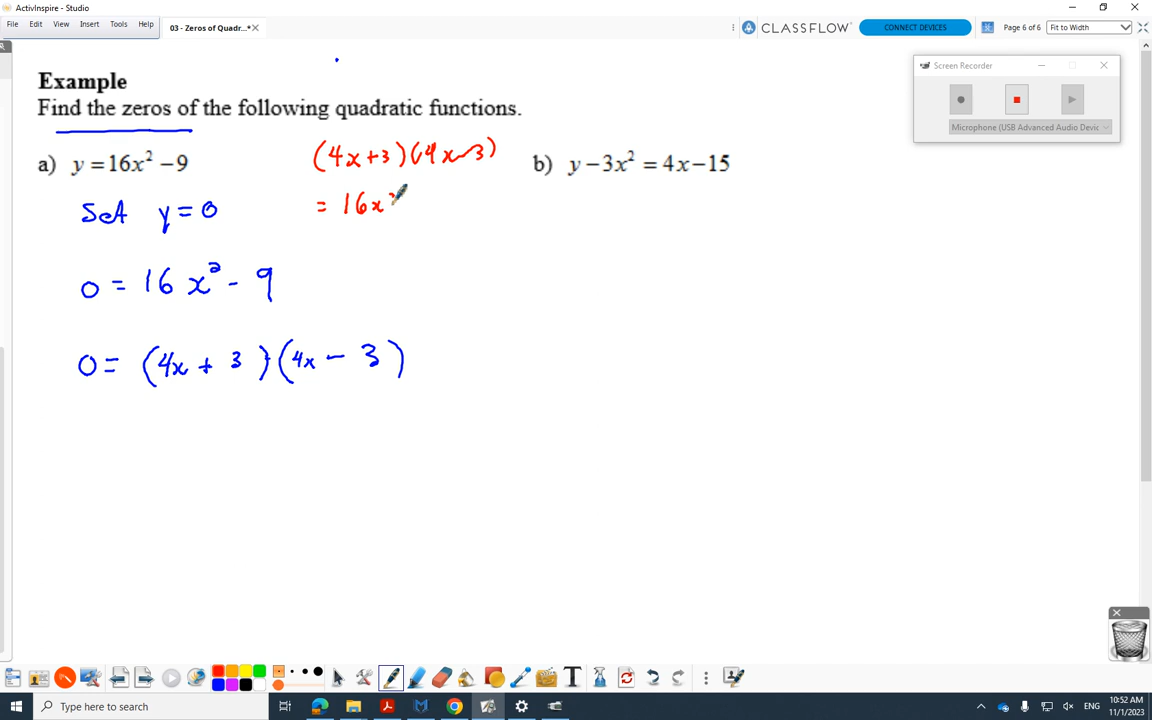 ActivInspire - Studio
File Edit View Insert Tools Help
03 - Zeros of Quadr...*
CLASSFLOW
CONNECT DEVICES
Page 6 of 6
Fit to Width
Screen Recorder
Microphone (USB Advanced Audio Devic
Example
Find the zeros of the following quadratic functions.
a) y = 16x² − 9
(4x+3)(4x-3)
= 16x²
b) y − 3x² = 4x − 15
Set y = 0
0 = 16x² - 9
0 = (4x + 3)(4x - 3)
Type here to search
ENG
10:52 AM
11/1/2023